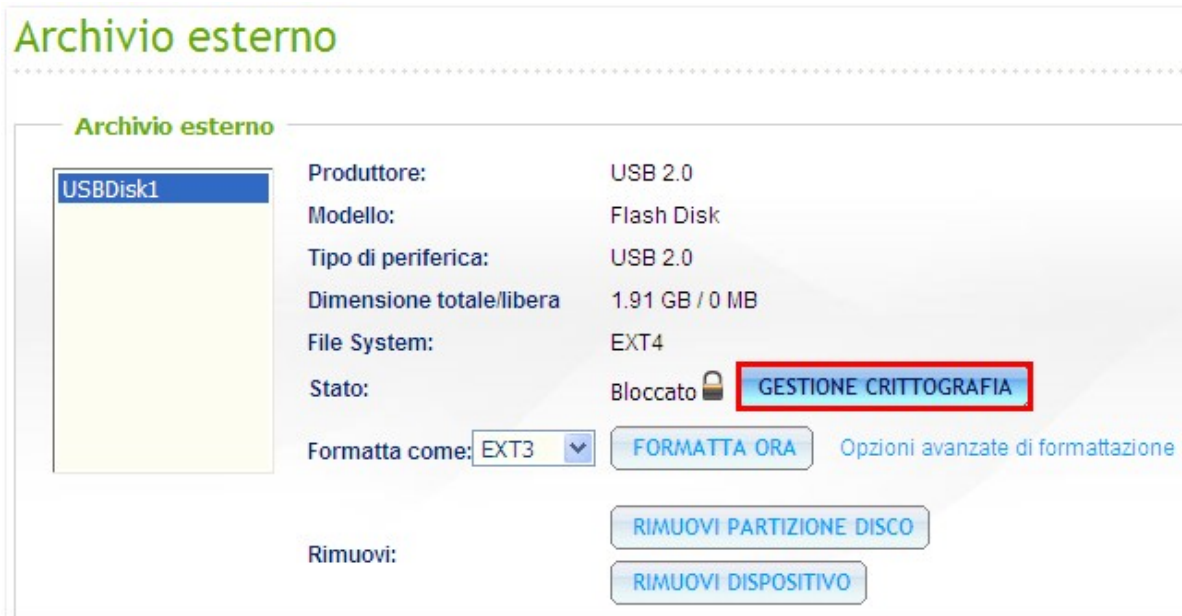 Archivio esterno
Archivio esterno
USBDisk1
Produttore: USB 2.0
Modello: Flash Disk
Tipo di periferica: USB 2.0
Dimensione totale/libera 1.91 GB / 0 MB
File System: EXT4
Stato: Bloccato GESTIONE CRITTOGRAFIA
Formatta come: EXT3 FORMATTA ORA Opzioni avanzate di formattazione
Rimuovi: RIMUOVI PARTIZIONE DISCO
RIMUOVI DISPOSITIVO